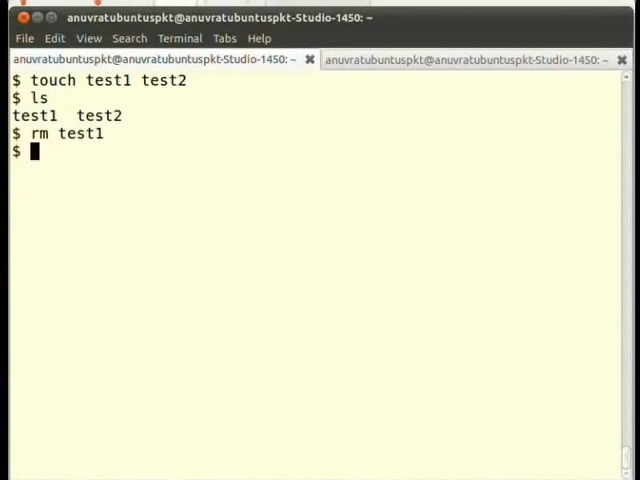 anuvratubuntuspkt@anuvratubuntuspkt-Studio-1450: ~
File Edit View Search Terminal Tabs Help
anuvratubuntuspkt@anuvratubuntuspkt-Studio-1450: ~ anuvratubuntuspkt@anuvratubuntuspkt-Studio-1450: ~
$ touch test1 test2
$ ls
test1  test2
$ rm test1
$